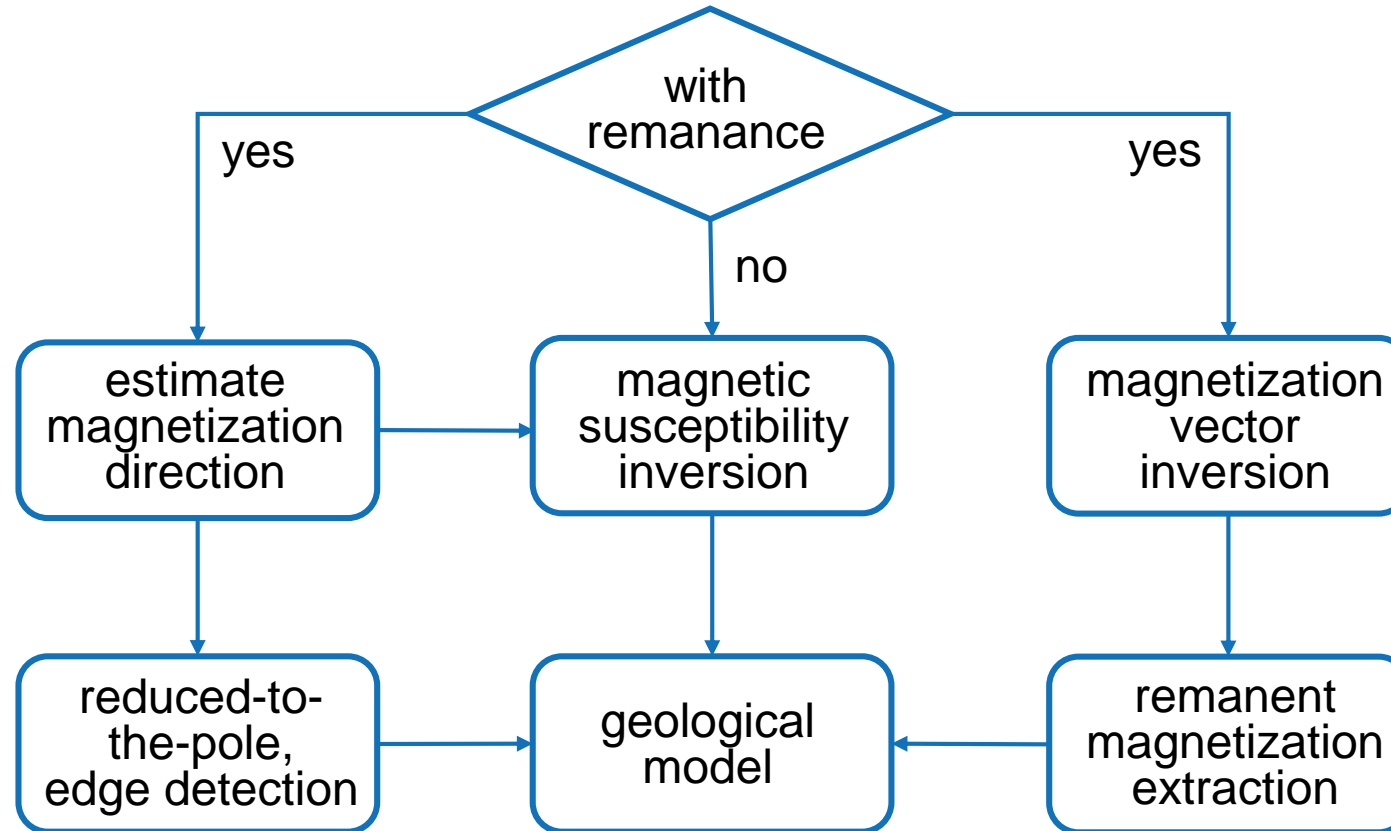 with
remanance
yes
yes
no
estimate
magnetization
direction
magnetic
susceptibility
inversion
magnetization
vector
inversion
reduced-to-
the-pole,
edge detection
geological
model
remanent
magnetization
extraction